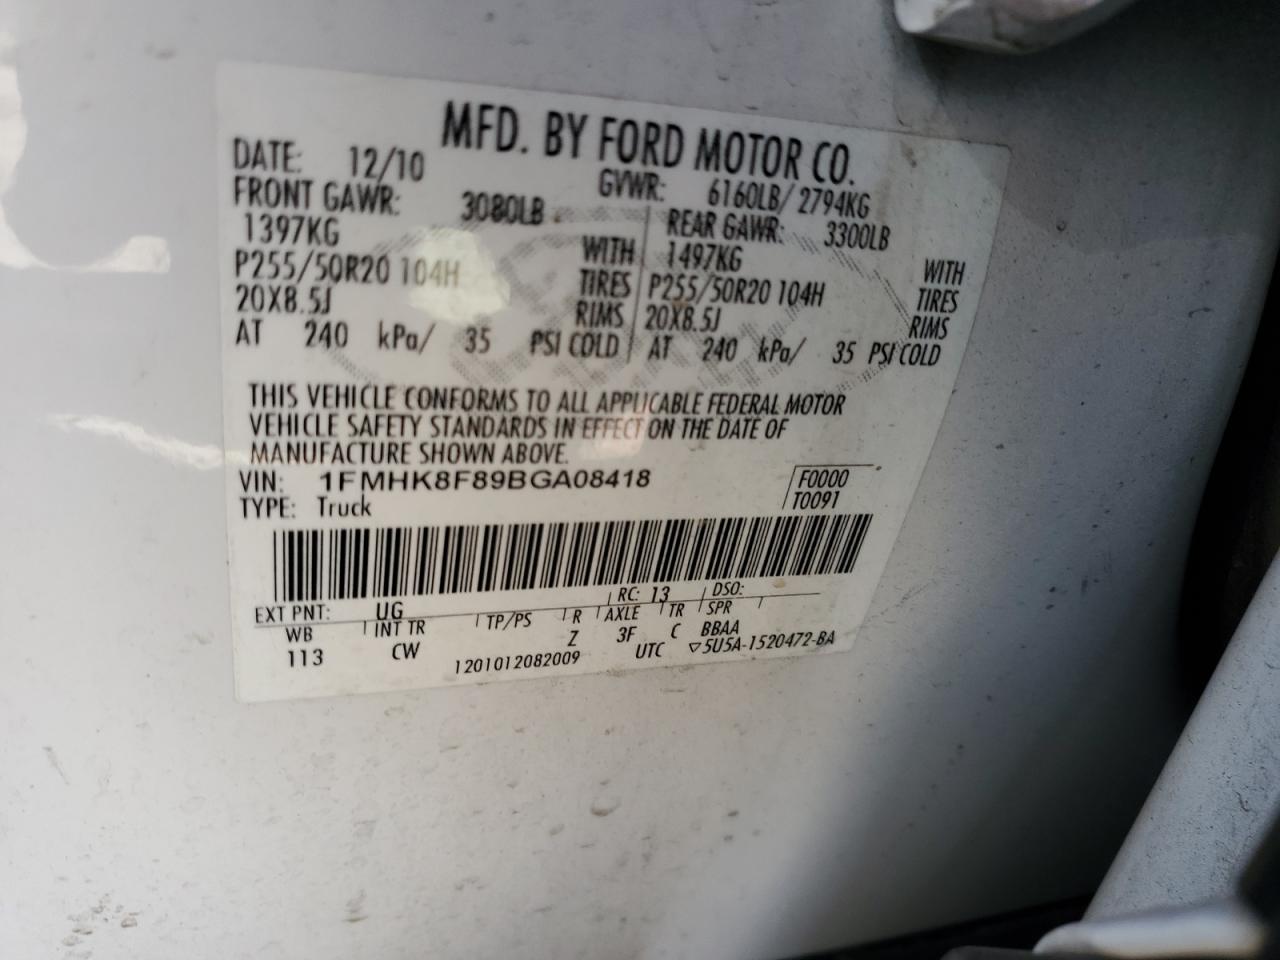 MFD. BY FORD MOTOR CO.
DATE: 12/10 GVWR: 6160LB/ 2794KG
FRONT GAWR: 3080LB REAR GAWR: 3300LB
1397KG WITH 1497KG WITH
P255/50R20 104H TIRES P255/50R20 104H TIRES
20X8.5J RIMS 20X8.5J RIMS
AT 240 kPa/ 35 PSI COLD AT 240 kPa/ 35 PSI COLD
THIS VEHICLE CONFORMS TO ALL APPLICABLE FEDERAL MOTOR
VEHICLE SAFETY STANDARDS IN EFFECT ON THE DATE OF
MANUFACTURE SHOWN ABOVE.
VIN: 1FMHK8F89BGA08418 F0000
TYPE: Truck T0091
EXT PNT: UG RC: 13 DSO:
WB INT TR TP/PS R AXLE TR SPR
113 CW Z 3F C BBAA
1201012082009 UTC ▽5U5A-1520472-BA